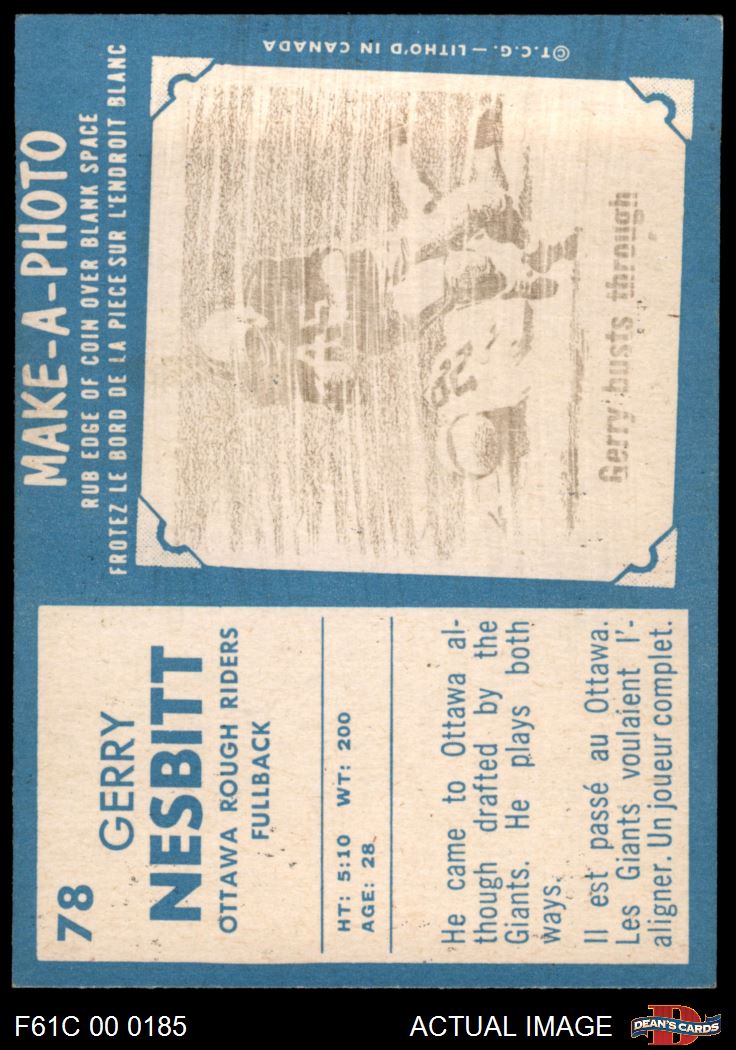 78
GERRY
NESBITT
OTTAWA ROUGH RIDERS
FULLBACK
HT: 5:10 WT: 200
AGE: 28
He came to Ottawa al-
though drafted by the
Giants. He plays both
ways.
Il est passé au Ottawa.
Les Giants voulaient l'-
aligner. Un joueur complet.
MAKE-A-PHOTO
RUB EDGE OF COIN OVER BLANK SPACE
FROTEZ LE BORD DE LA PIECE SUR L'ENDROIT BLANC
Gerry busts through
©T.C.G. — LITHO'D IN CANADA
F61C 00 0185
ACTUAL IMAGE
D
DEAN'S CARDS